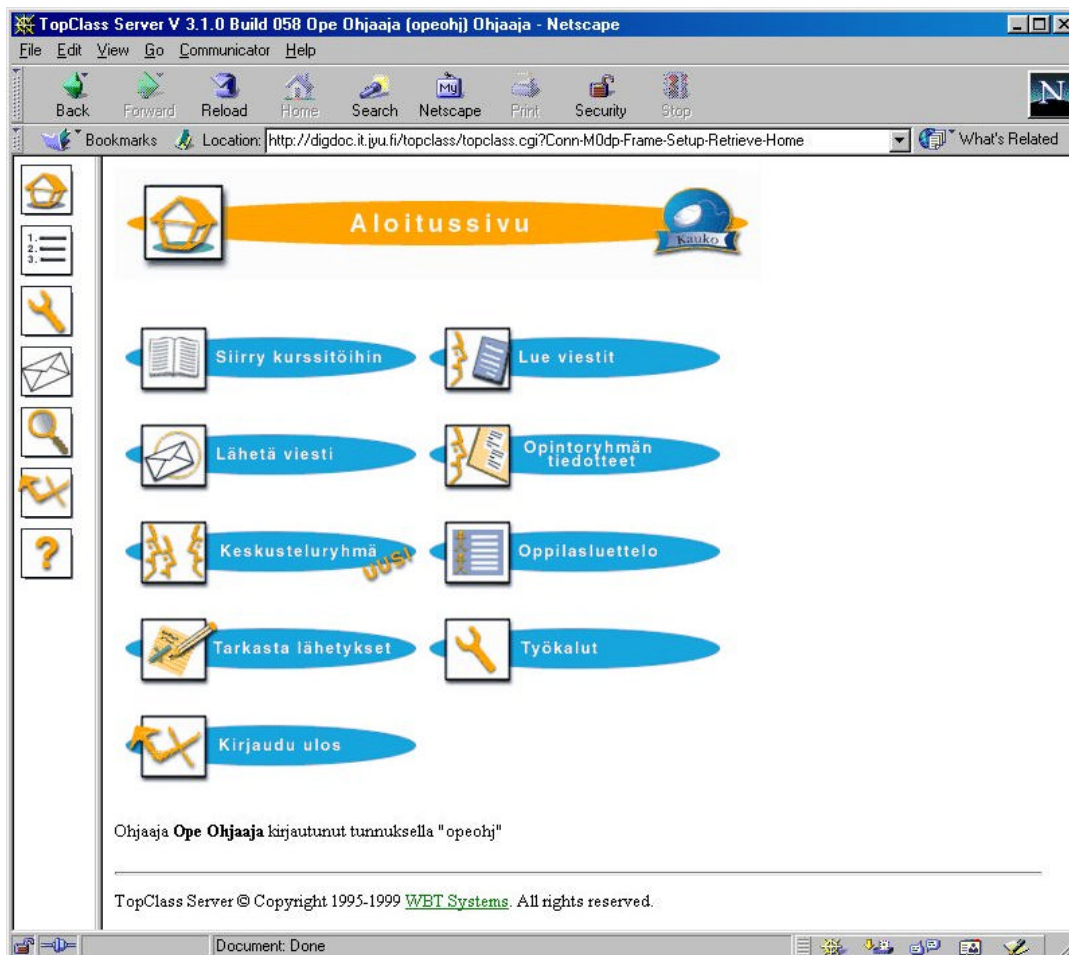 TopClass Server V 3.1.0 Build 058 Ope Ohjaaja (opeohj) Ohjaaja - Netscape
File Edit View Go Communicator Help
My
N
Back Forward Reload Home Search Netscape Print Security Stop
Bookmarks Location: http://digdoc.it.jyu.fi/topclass/topclass.cgi?Conn-M0dp-Frame-Setup-Retrieve-Home What's Related
Aloitussivu
Kauko
1.
2.
3.
Siirry kurssitöihin
Lue viestit
Lähetä viesti
Opintoryhmän
tiedotteet
Keskusteluryhmä
UUSI
Oppilasluettelo
?
Tarkasta lähetykset
Työkalut
Kirjaudu ulos
Ohjaaja Ope Ohjaaja kirjautunut tunnuksella "opeohj"
TopClass Server © Copyright 1995-1999 WBT Systems. All rights reserved.
Document: Done